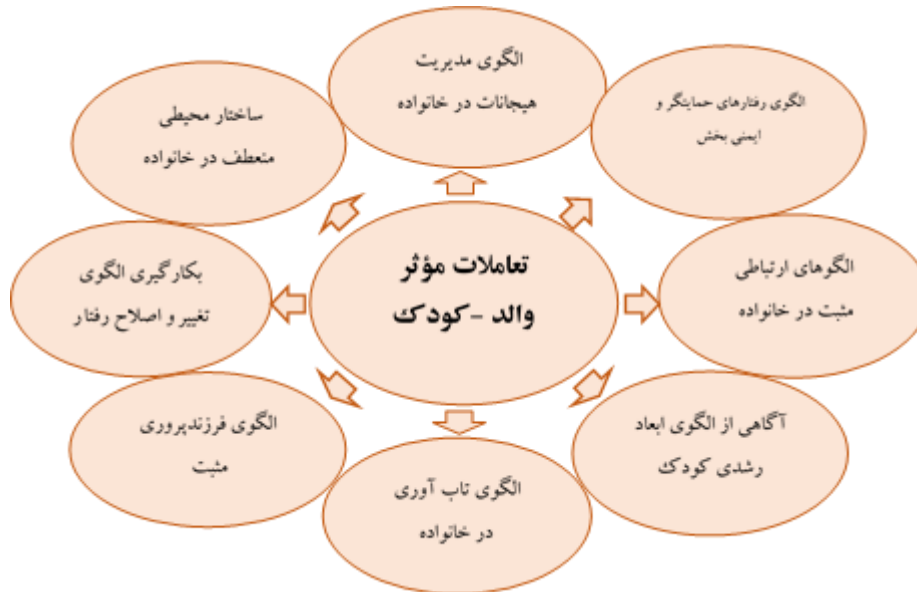 الگوی مدیریت
هیجانات در خانواده
الگوی رفتارهای حمایتگر و
ایمنی بخش
ساختار محیطی
منعطف در خانواده
تعاملات مؤثر
والد -کودک
الگوهای ارتباطی
مثبت در خانواده
بکارگیری الگوی
تغییر و اصلاح رفتار
آگاهی از الگوی ابعاد
رشدی کودک
الگوی فرزندپروری
مثبت
الگوی تاب آوری
در خانواده